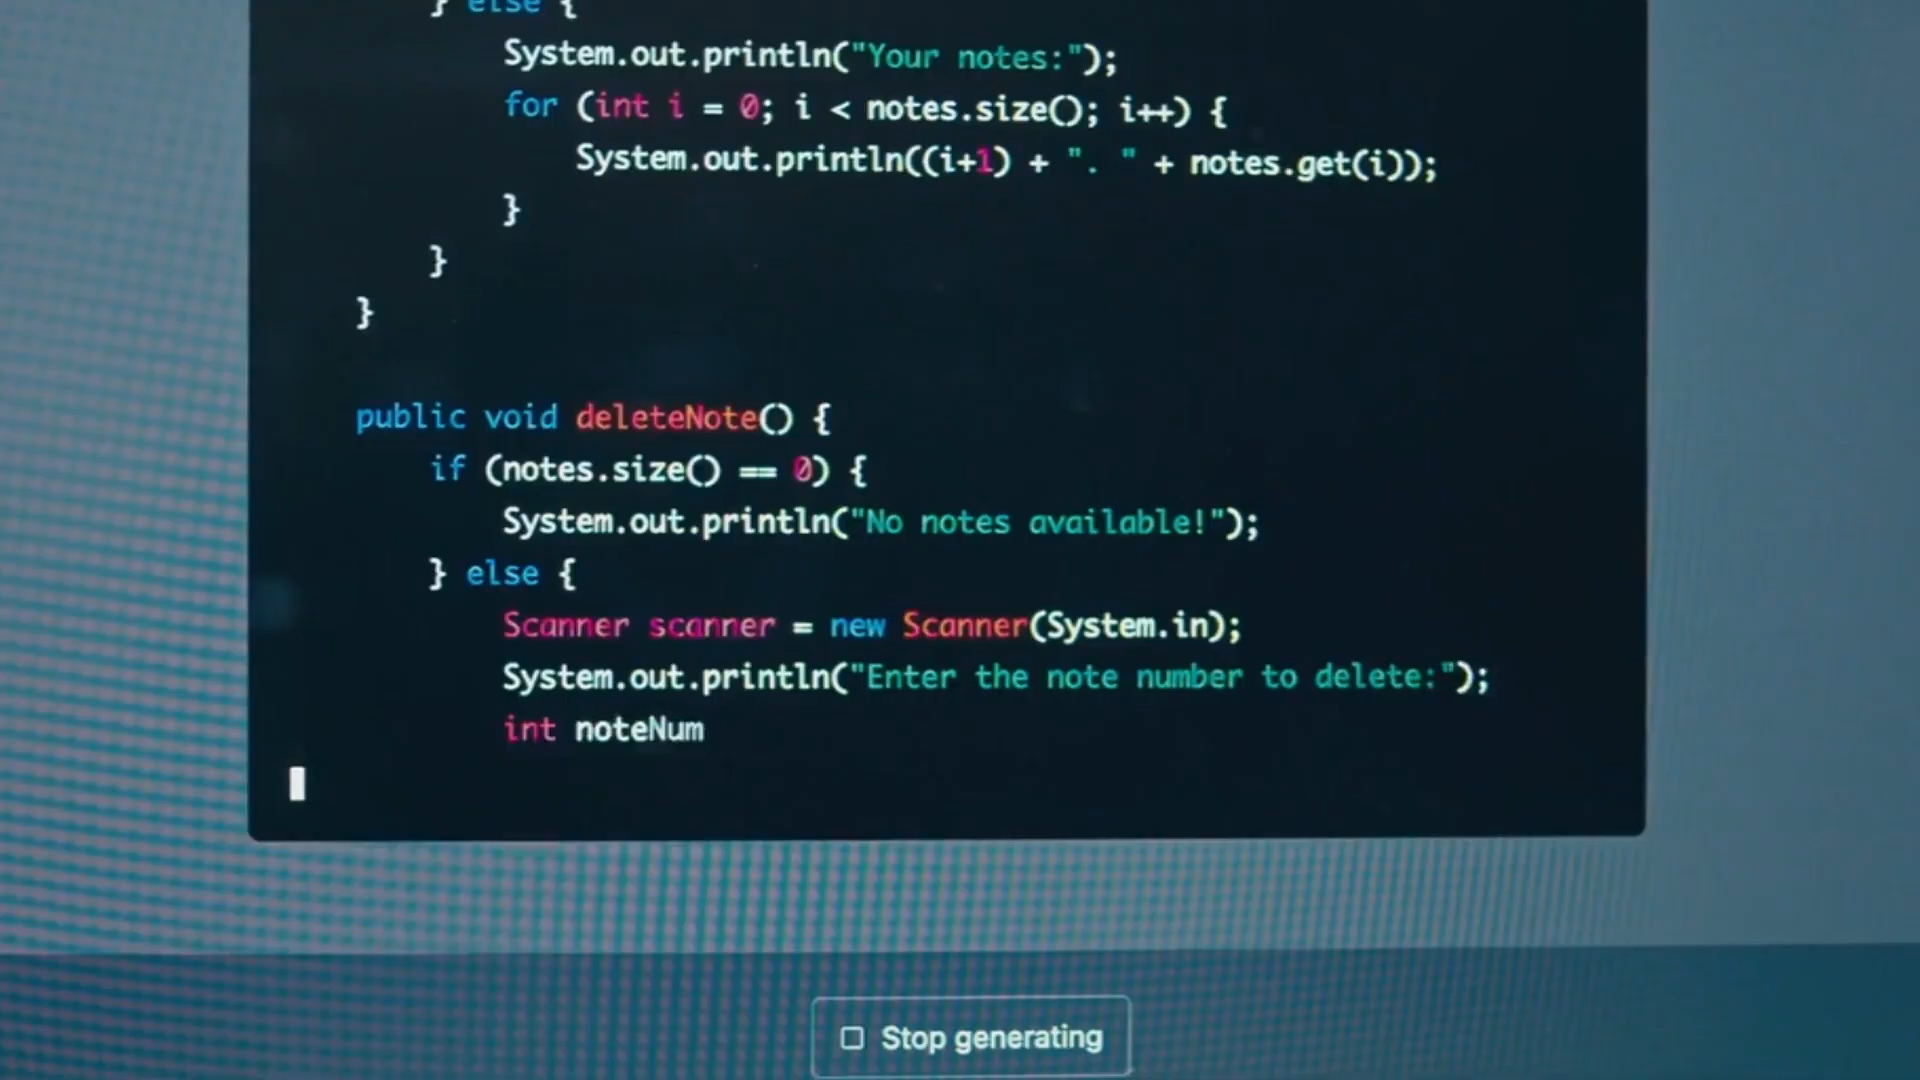 } else {
System.out.println("Your notes:");
for (int i = 0; i < notes.size(); i++) {
System.out.println((i+1) + ". " + notes.get(i));
}
}
}
public void deleteNote() {
if (notes.size() == 0) {
System.out.println("No notes available!");
} else {
Scanner scanner = new Scanner(System.in);
System.out.println("Enter the note number to delete:");
int noteNum
Stop generating